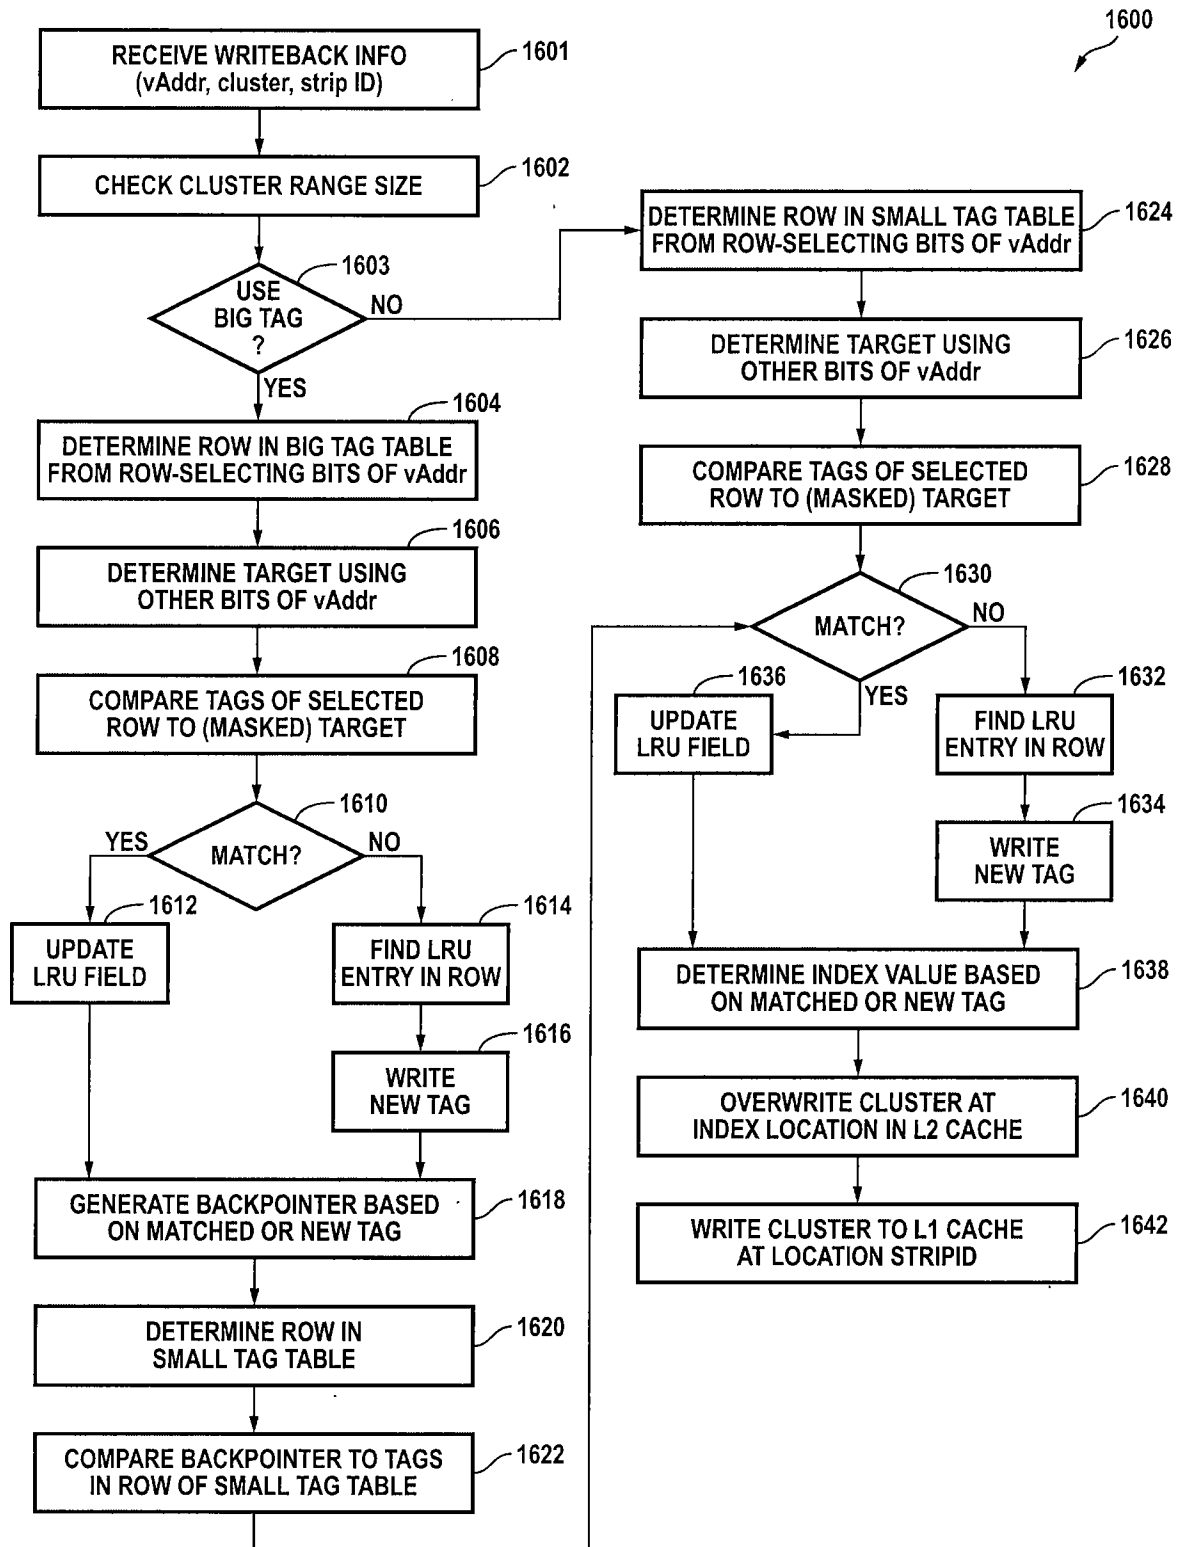 1600
RECEIVE WRITEBACK INFO
(vAddr, cluster, strip ID)
1601
CHECK CLUSTER RANGE SIZE
1602
USE
BIG TAG
?
1603
NO
YES
DETERMINE ROW IN BIG TAG TABLE
FROM ROW-SELECTING BITS OF vAddr
1604
DETERMINE TARGET USING
OTHER BITS OF vAddr
1606
COMPARE TAGS OF SELECTED
ROW TO (MASKED) TARGET
1608
MATCH?
1610
YES
NO
UPDATE
LRU FIELD
1612
FIND LRU
ENTRY IN ROW
1614
WRITE
NEW TAG
1616
GENERATE BACKPOINTER BASED
ON MATCHED OR NEW TAG
1618
DETERMINE ROW IN
SMALL TAG TABLE
1620
COMPARE BACKPOINTER TO TAGS
IN ROW OF SMALL TAG TABLE
1622
DETERMINE ROW IN SMALL TAG TABLE
FROM ROW-SELECTING BITS OF vAddr
1624
DETERMINE TARGET USING
OTHER BITS OF vAddr
1626
COMPARE TAGS OF SELECTED
ROW TO (MASKED) TARGET
1628
MATCH?
1630
NO
YES
UPDATE
LRU FIELD
1636
FIND LRU
ENTRY IN ROW
1632
WRITE
NEW TAG
1634
DETERMINE INDEX VALUE BASED
ON MATCHED OR NEW TAG
1638
OVERWRITE CLUSTER AT
INDEX LOCATION IN L2 CACHE
1640
WRITE CLUSTER TO L1 CACHE
AT LOCATION STRIPID
1642